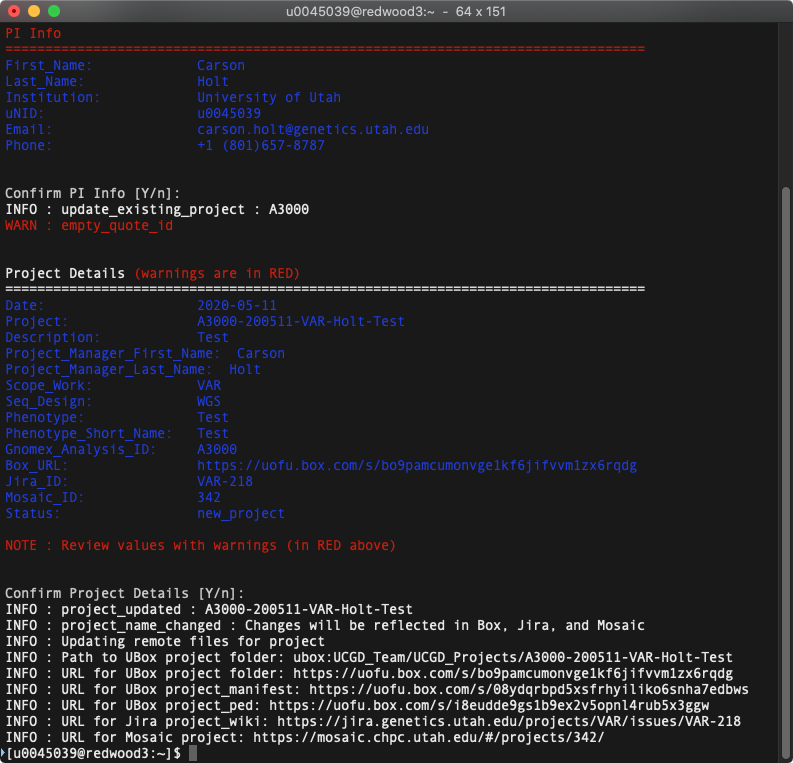 u0045039@redwood3:~ - 64 x 151
PI Info
================================================================================
First_Name: Carson
Last_Name: Holt
Institution: University of Utah
uNID: u0045039
Email: carson.holt@genetics.utah.edu
Phone: +1 (801)657-8787
Confirm PI Info [Y/n]:
INFO : update_existing_project : A3000
WARN : empty_quote_id
Project Details (warnings are in RED)
================================================================================
Date: 2020-05-11
Project: A3000-200511-VAR-Holt-Test
Description: Test
Project_Manager_First_Name: Carson
Project_Manager_Last_Name: Holt
Scope_Work: VAR
Seq_Design: WGS
Phenotype: Test
Phenotype_Short_Name: Test
Gnomex_Analysis_ID: A3000
Box_URL: https://uofu.box.com/s/bo9pamcumonvge1kf6jifvvm1zx6rqdg
Jira_ID: VAR-218
Mosaic_ID: 342
Status: new_project
NOTE : Review values with warnings (in RED above)
Confirm Project Details [Y/n]:
INFO : project_updated : A3000-200511-VAR-Holt-Test
INFO : project_name_changed : Changes will be reflected in Box, Jira, and Mosaic
INFO : Updating remote files for project
INFO : Path to UBox project folder: ubox:UCGD_Team/UCGD_Projects/A3000-200511-VAR-Holt-Test
INFO : URL for UBox project folder: https://uofu.box.com/s/bo9pamcumonvge1kf6jifvvm1zx6rqdg
INFO : URL for UBox project_manifest: https://uofu.box.com/s/08ydqrbpd5xsfrhyiliko6snha7edbws
INFO : URL for UBox project_ped: https://uofu.box.com/s/i8eudde9gs1b9ex2v5opnl4rub5x3ggw
INFO : URL for Jira project_wiki: https://jira.genetics.utah.edu/projects/VAR/issues/VAR-218
INFO : URL for Mosaic project: https://mosaic.chpc.utah.edu/#/projects/342/
[u0045039@redwood3:~]$